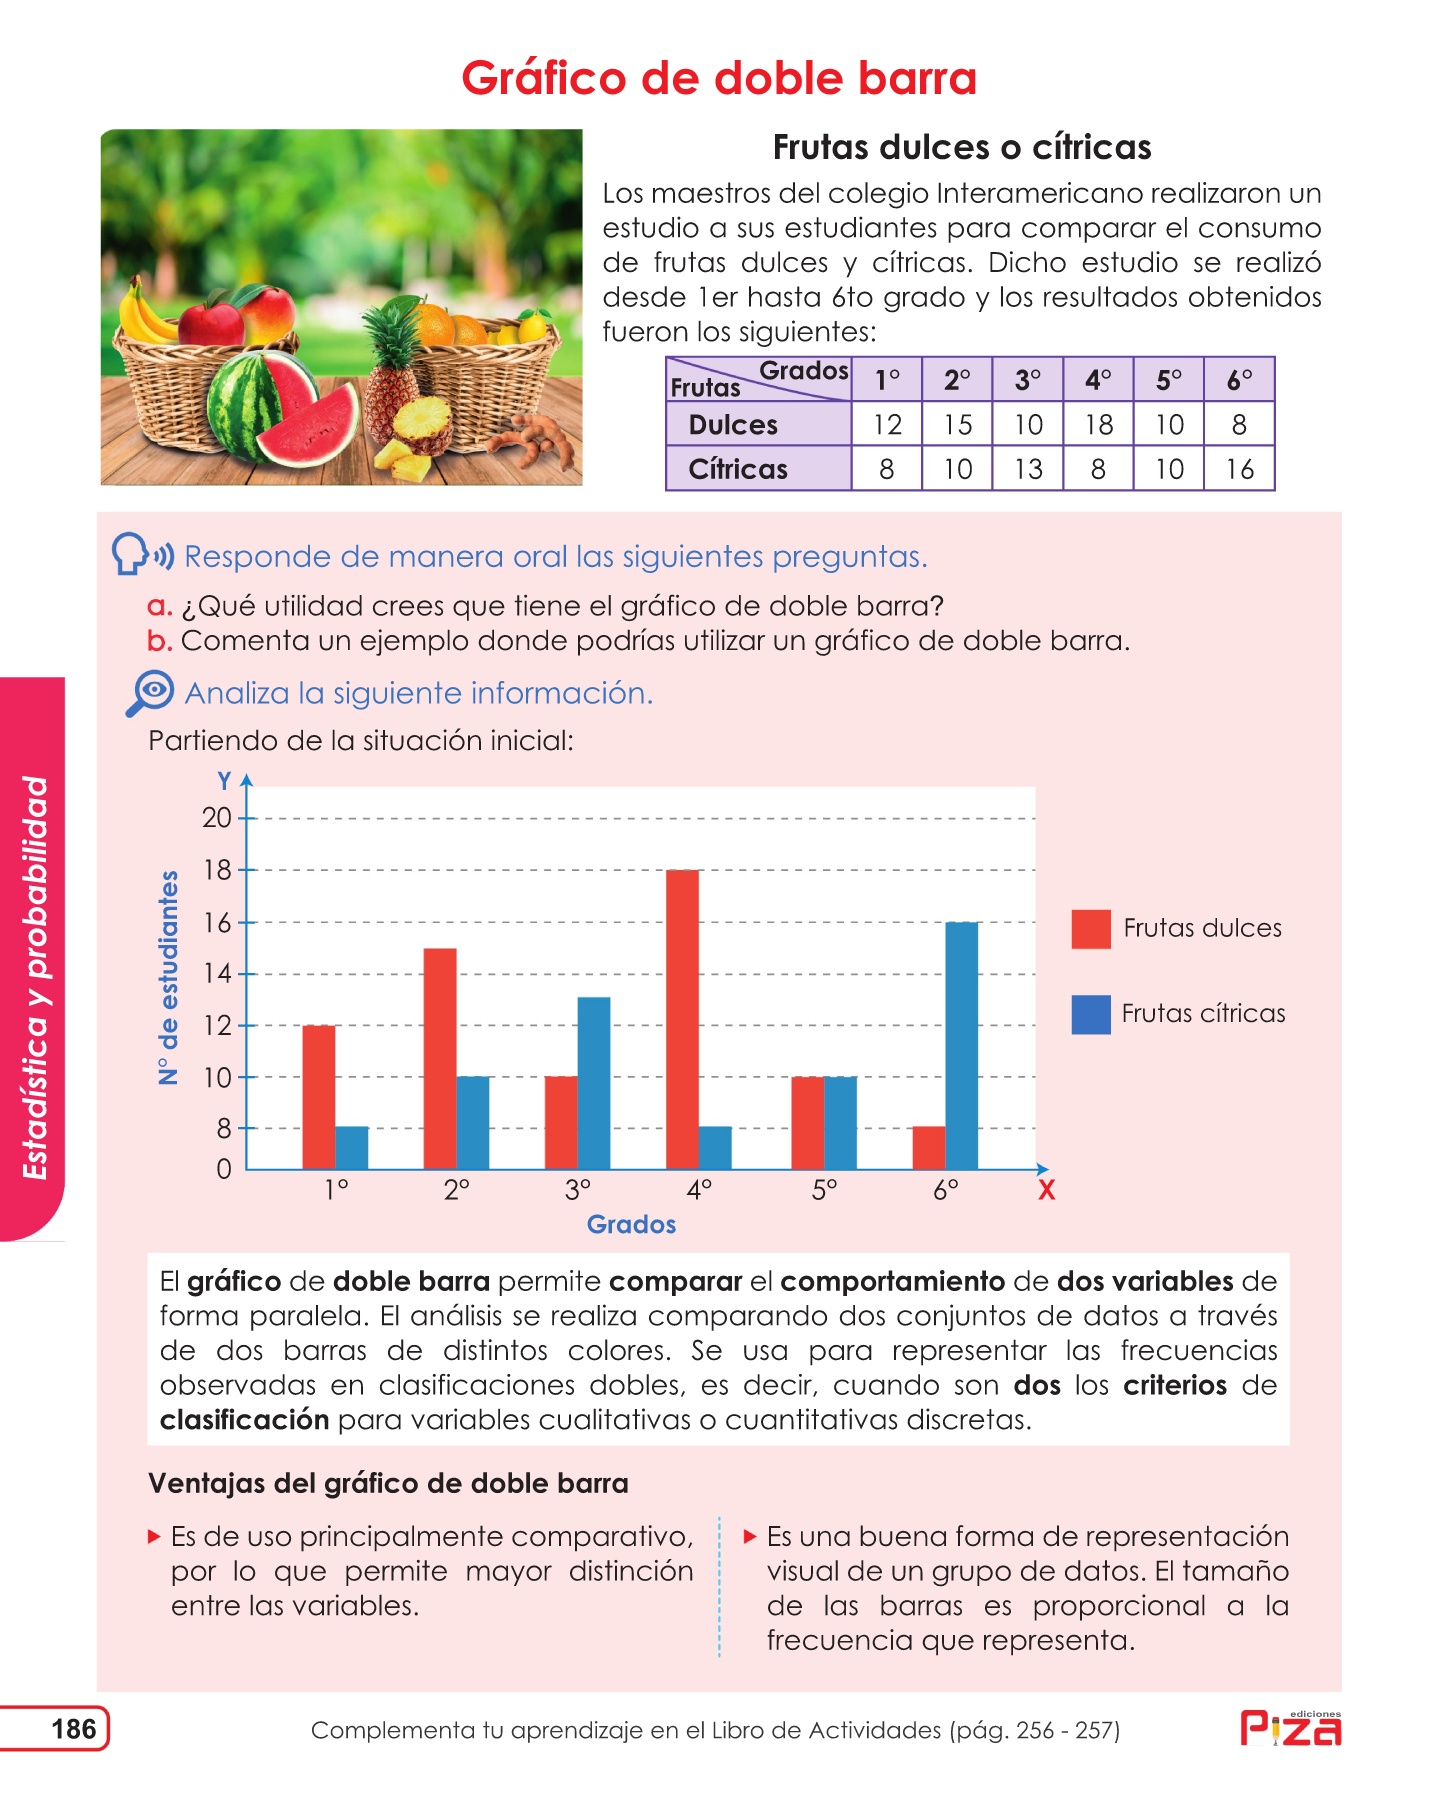 Gráfico de doble barra
Frutas dulces o cítricas
Los maestros del colegio Interamericano realizaron un
estudio a sus estudiantes para comparar el consumo
de frutas dulces y cítricas. Dicho estudio se realizó
desde 1er hasta 6to grado y los resultados obtenidos
fueron los siguientes:
Frutas Grados 1° 2° 3° 4° 5° 6°
Dulces 12 15 10 18 10 8
Cítricas 8 10 13 8 10 16
Responde de manera oral las siguientes preguntas.
a. ¿Qué utilidad crees que tiene el gráfico de doble barra?
b. Comenta un ejemplo donde podrías utilizar un gráfico de doble barra.
Analiza la siguiente información.
Partiendo de la situación inicial:
Y
20
18
16
14
12
10
8
0
N° de estudiantes
1° 2° 3° 4° 5° 6° X
Grados
Frutas dulces
Frutas cítricas
El gráfico de doble barra permite comparar el comportamiento de dos variables de
forma paralela. El análisis se realiza comparando dos conjuntos de datos a través
de dos barras de distintos colores. Se usa para representar las frecuencias
observadas en clasificaciones dobles, es decir, cuando son dos los criterios de
clasificación para variables cualitativas o cuantitativas discretas.
Ventajas del gráfico de doble barra
Es de uso principalmente comparativo,
por lo que permite mayor distinción
entre las variables.
Es una buena forma de representación
visual de un grupo de datos. El tamaño
de las barras es proporcional a la
frecuencia que representa.
Estadística y probabilidad
186
Complementa tu aprendizaje en el Libro de Actividades (pág. 256 - 257)
ediciones
Piza